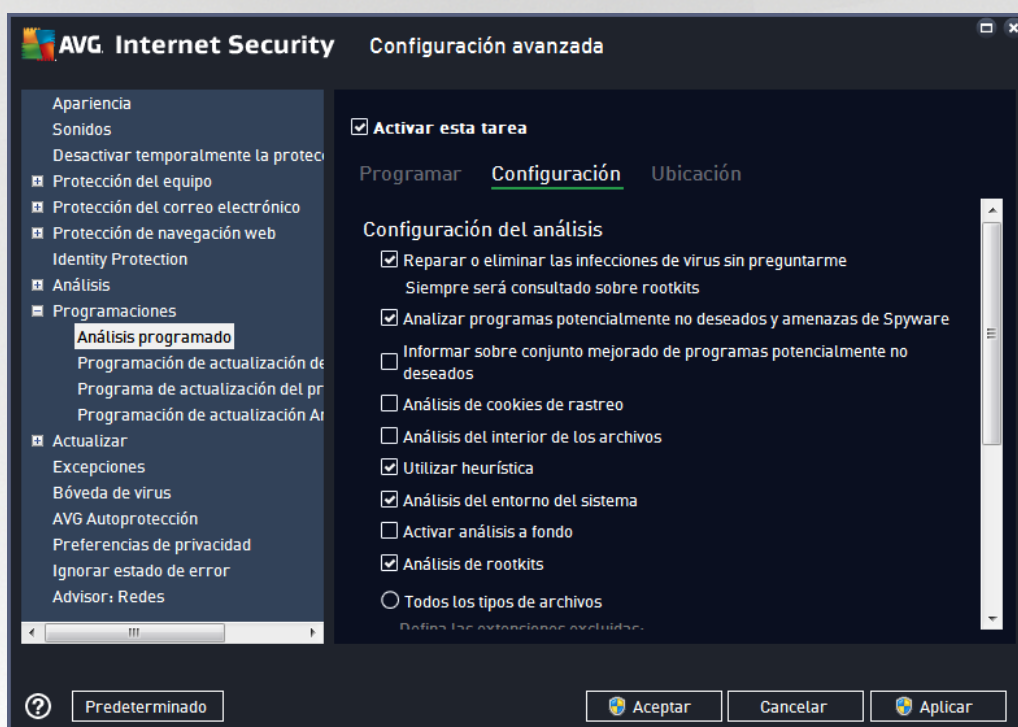 AVG. Internet Security
Configuración avanzada
Apariencia
Sonidos
Desactivar temporalmente la protec
Protección del equipo
Protección del correo electrónico
Protección de navegación web
Identity Protection
Análisis
Programaciones
Análisis programado
Programación de actualización de
Programa de actualización del pr
Programación de actualización
Actualizar
Excepciones
Bóveda de virus
AVG Autoprotección
Preferencias de privacidad
Ignorar estado de error
Advisor: Redes
Activar esta tarea
Programar Configuración Ubicación
Configuración del análisis
Reparar o eliminar las infecciones de virus sin preguntarme
Siempre será consultado sobre rootkits
Analizar programas potencialmente no deseados y amenazas de Spyware
Informar sobre conjunto mejorado de programas potencialmente no
deseados
Análisis de cookies de rastreo
Análisis del interior de los archivos
Utilizar heurística
Análisis del entorno del sistema
Activar análisis a fondo
Análisis de rootkits
Todos los tipos de archivos
Defina las extensiones excluidas:
Predeterminado
Aceptar
Cancelar
Aplicar